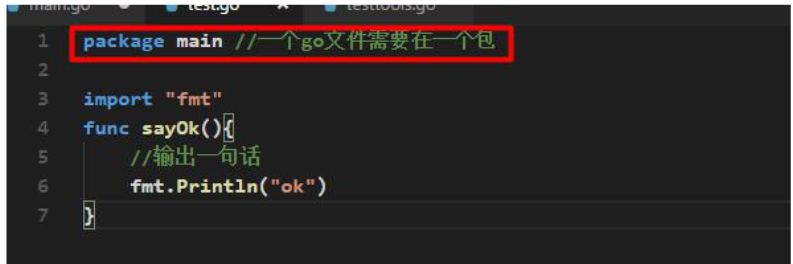 main.go test.go testtools.go
1 package main //一个go文件需要在一个包
2
3 import "fmt"
4 func sayOk(){
5 //输出一句话
6 fmt.Println("ok")
7 }